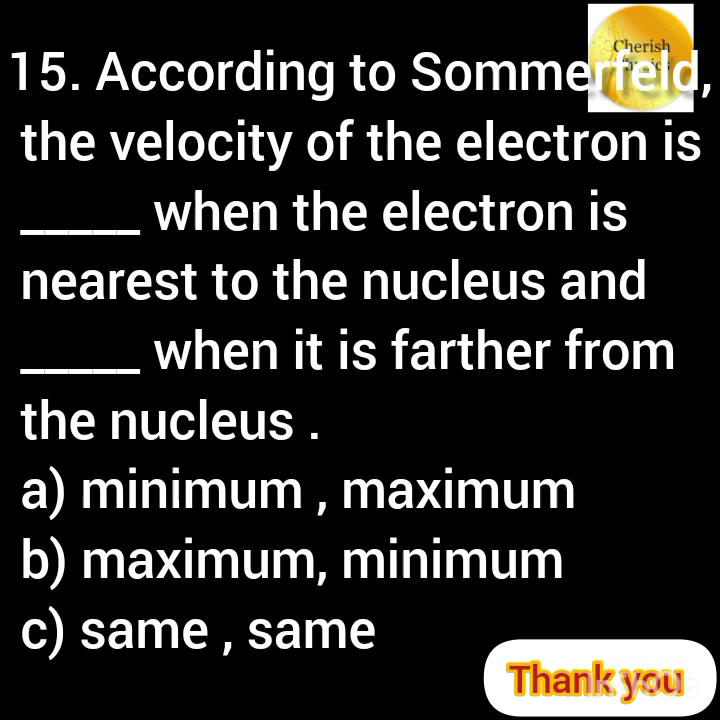 Cherish
15. According to Sommerfeld,
the velocity of the electron is
_____ when the electron is
nearest to the nucleus and
_____ when it is farther from
the nucleus .
a) minimum , maximum
b) maximum, minimum
c) same , same
Thank you